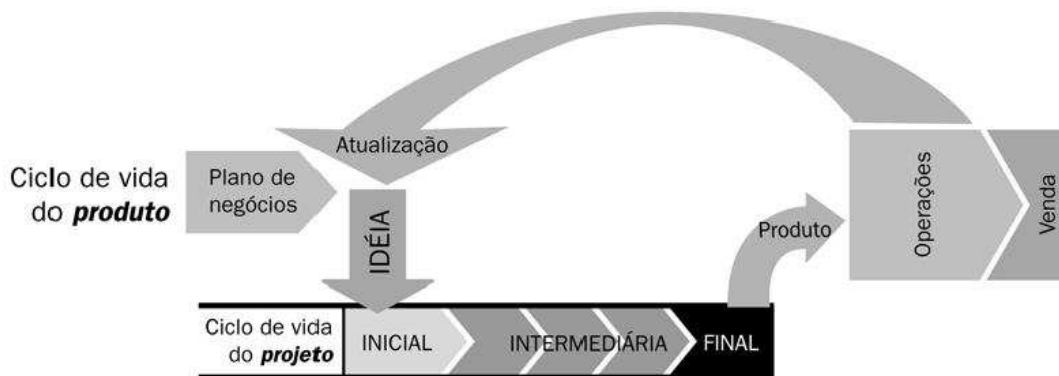 Atualização
Ciclo de vida
do produto
Plano de
negócios
IDÉIA
Produto
Operações
Venda
Ciclo de vida
do projeto
INICIAL
INTERMEDIÁRIA
FINAL